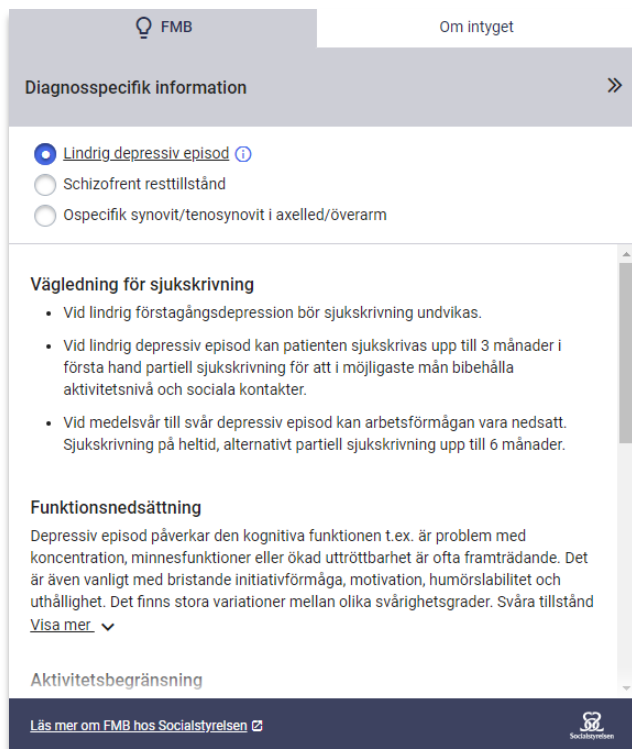 FMB
Om intyget
Diagnosspecifik information
Lindrig depressiv episod
Schizofrent resttillstånd
Ospecifik synovit/tenosynovit i axelled/överarm
Vägledning för sjukskrivning
• Vid lindrig förstagångsdepression bör sjukskrivning undvikas.
• Vid lindrig depressiv episod kan patienten sjukskrivas upp till 3 månader i
första hand partiell sjukskrivning för att i möjligaste mån bibehålla
aktivitetsnivå och sociala kontakter.
• Vid medelsvår till svår depressiv episod kan arbetsförmågan vara nedsatt.
Sjukskrivning på heltid, alternativt partiell sjukskrivning upp till 6 månader.
Funktionsnedsättning
Depressiv episod påverkar den kognitiva funktionen t.ex. är problem med
koncentration, minnesfunktioner eller ökad uttröttbarhet är ofta framträdande. Det
är även vanligt med bristande initiativförmåga, motivation, humörslabilitet och
uthållighet. Det finns stora variationer mellan olika svårighetsgrader. Svåra tillstånd
Visa mer
Aktivitetsbegränsning
Läs mer om FMB hos Socialstyrelsen
Socialstyrelsen